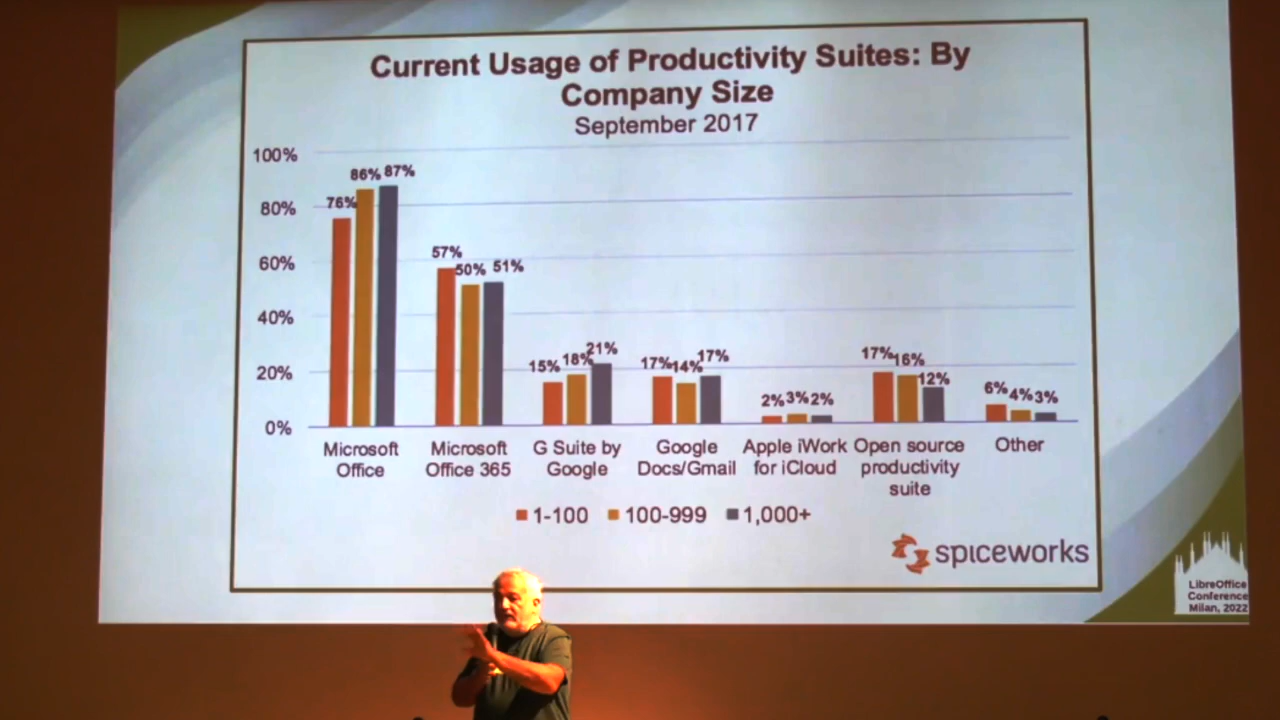 Current Usage of Productivity Suites: By
Company Size
September 2017
100%
80%
60%
40%
20%
0%
76% 86% 87%
57% 50% 51%
15% 18% 21%
17% 14% 17%
2% 3% 2%
17% 16% 12%
6% 4% 3%
Microsoft
Office
Microsoft
Office 365
G Suite by
Google
Google
Docs/Gmail
Apple iWork
for iCloud
Open source
productivity
suite
Other
1-100 100-999 1,000+
spiceworks
LibreOffice
Conference
Milan, 2022